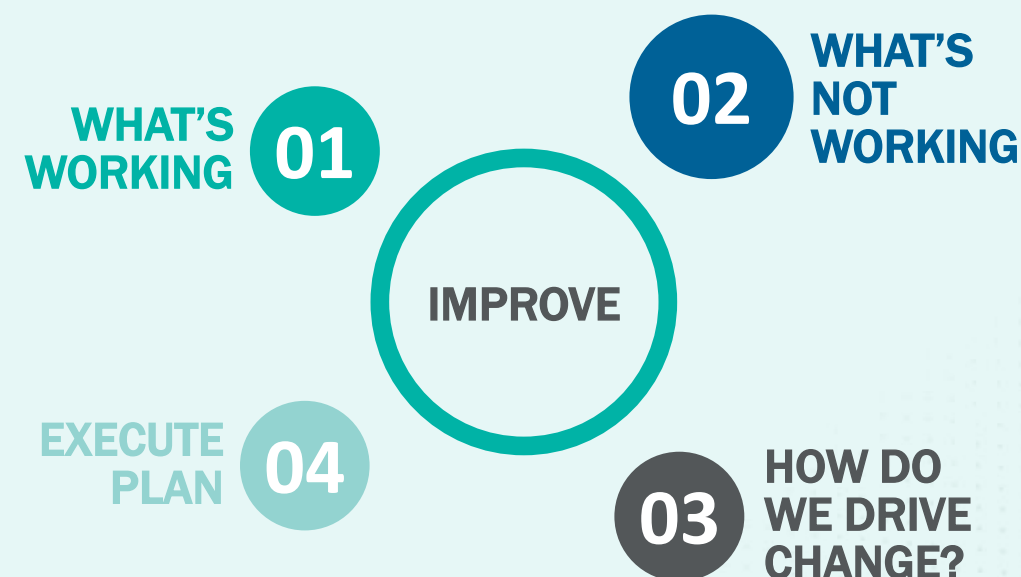 WHAT’S
WORKING
01
02
WHAT’S
NOT
WORKING
IMPROVE
03
HOW DO
WE DRIVE
CHANGE?
EXECUTE
PLAN
04